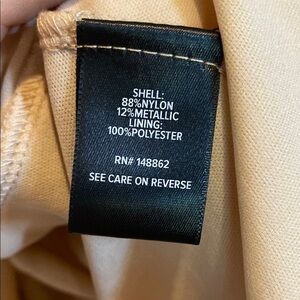 SHELL:
88%NYLON
12%METALLIC
LINING:
100%POLYESTER
RN# 148862
SEE CARE ON REVERSE